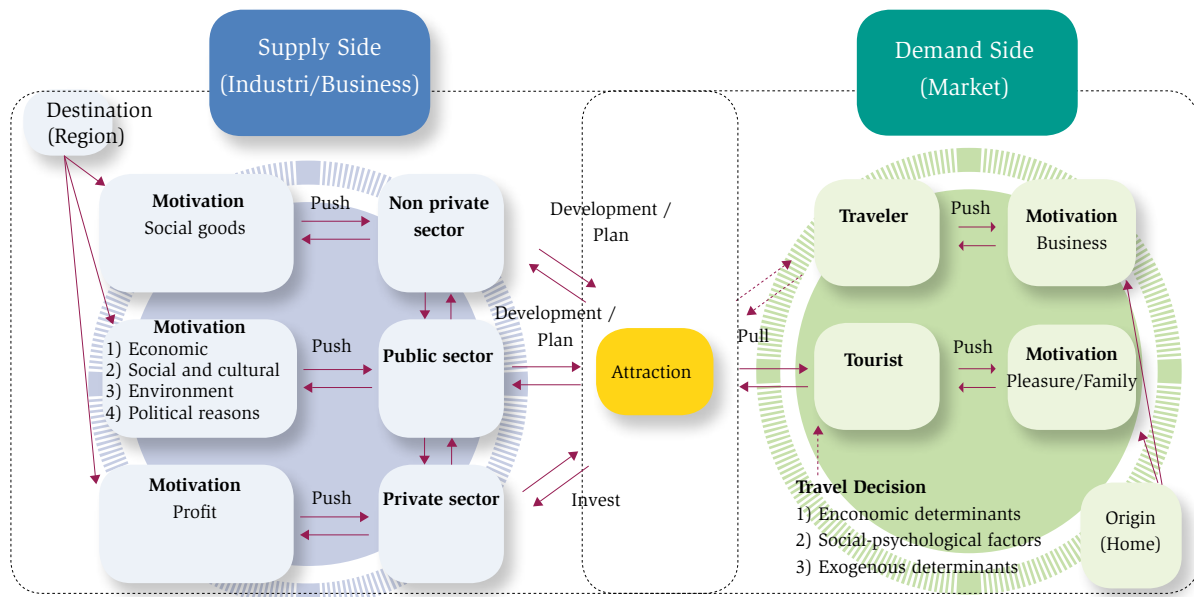 Supply Side
(Industri/Business)
Demand Side
(Market)
Destination
(Region)
Motivation
Social goods
Push
Non private
sector
Development /
Plan
Traveler
Push
Motivation
Business
Motivation
1) Economic
2) Social and cultural
3) Environment
4) Political reasons
Push
Public sector
Development /
Plan
Attraction
Pull
Tourist
Push
Motivation
Pleasure/Family
Motivation
Profit
Push
Private sector
Invest
Travel Decision
1) Enconomic determinants
2) Social-psychological factors
3) Exogenous determinants
Origin
(Home)